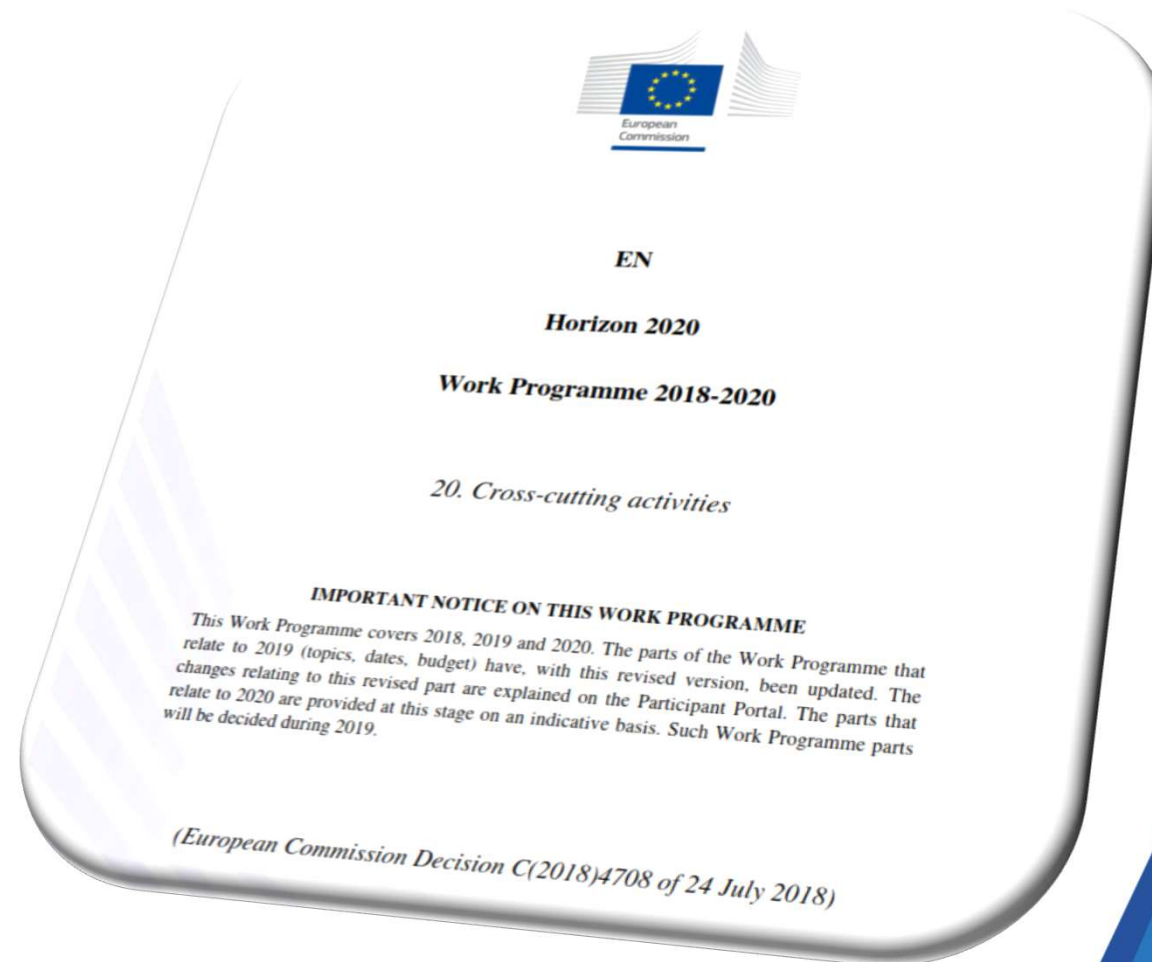 European
Commission
EN
Horizon 2020
Work Programme 2018-2020
20. Cross-cutting activities
IMPORTANT NOTICE ON THIS WORK PROGRAMME
This Work Programme covers 2018, 2019 and 2020. The parts of the Work Programme that
relate to 2019 (topics, dates, budget) have, with this revised version, been updated. The
changes relating to this revised part are explained on the Participant Portal. The parts that
relate to 2020 are provided at this stage on an indicative basis. Such Work Programme parts
will be decided during 2019.
(European Commission Decision C(2018)4708 of 24 July 2018)